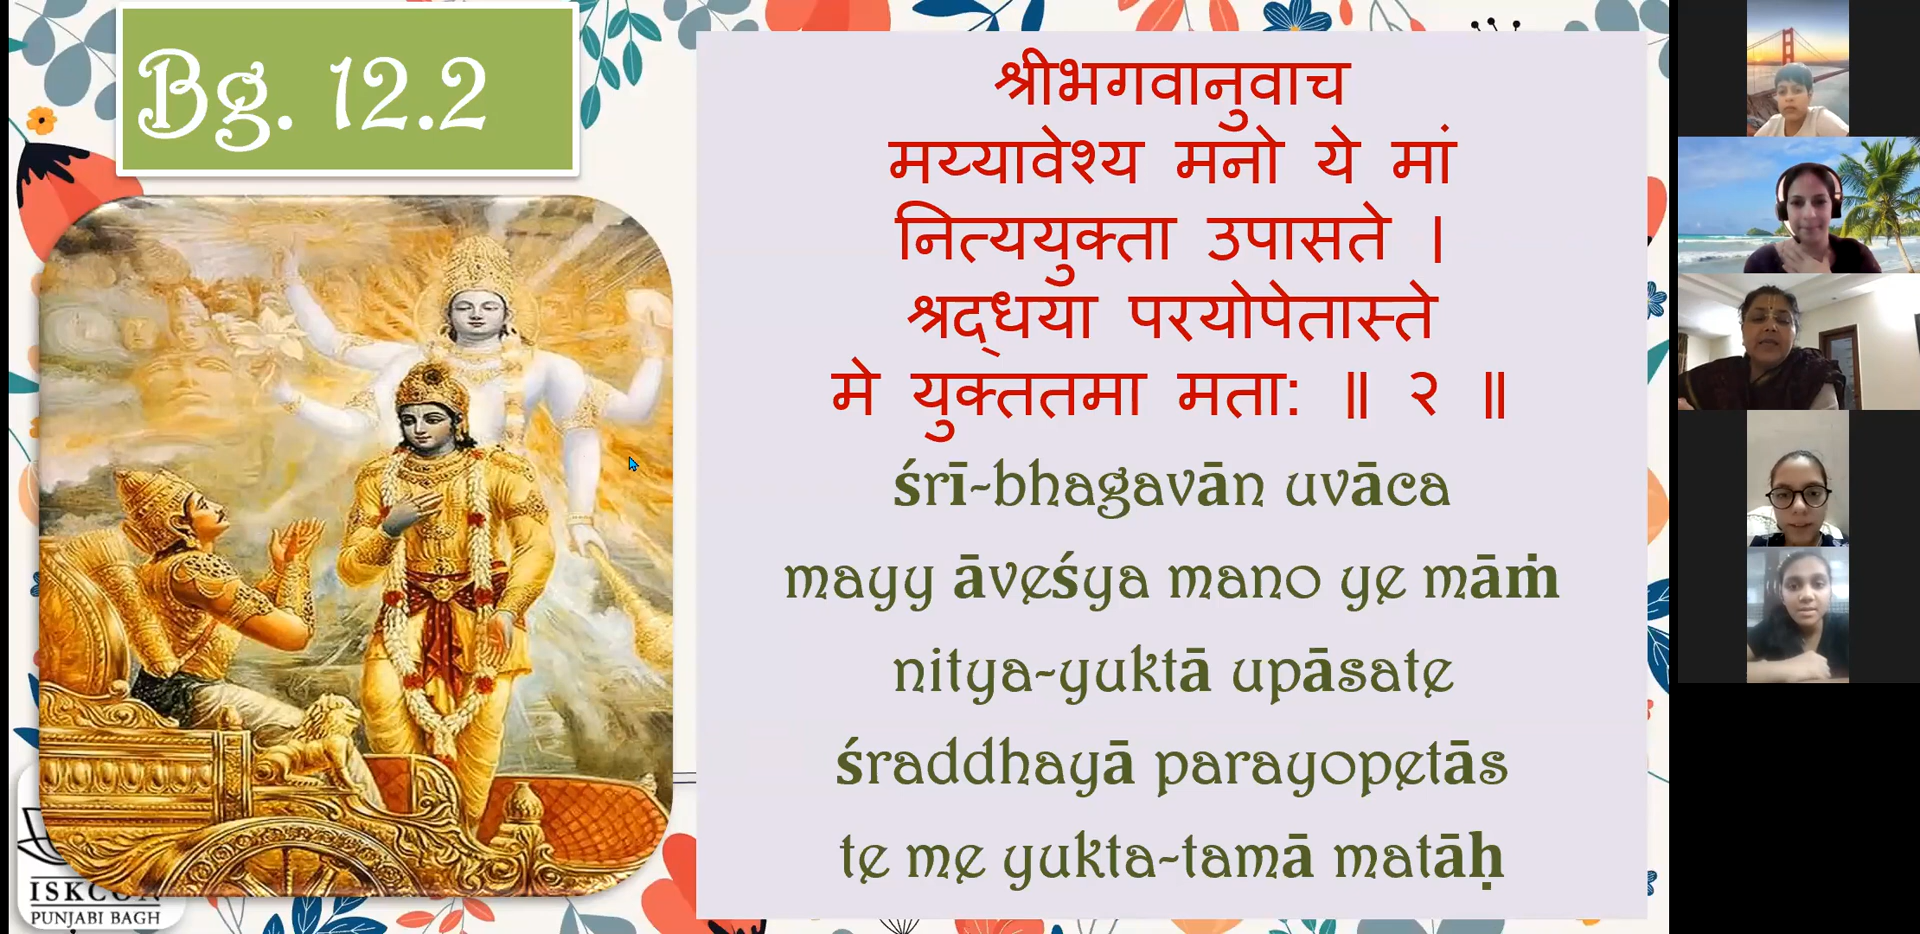 Bg. 12.2
श्रीभगवानुवाच
मय्यावेश्य मनो ये मां
नित्ययुक्ता उपासते ।
श्रद्धया परयोपेतास्ते
मे युक्ततमा मता: ॥ २ ॥
śrī-bhagavān uvāca
mayy āveśya mano ye māṁ
nitya-yuktā upāsate
śraddhayā parayopetās
te me yukta-tamā matāḥ
ISKCON
PUNJABI BAGH